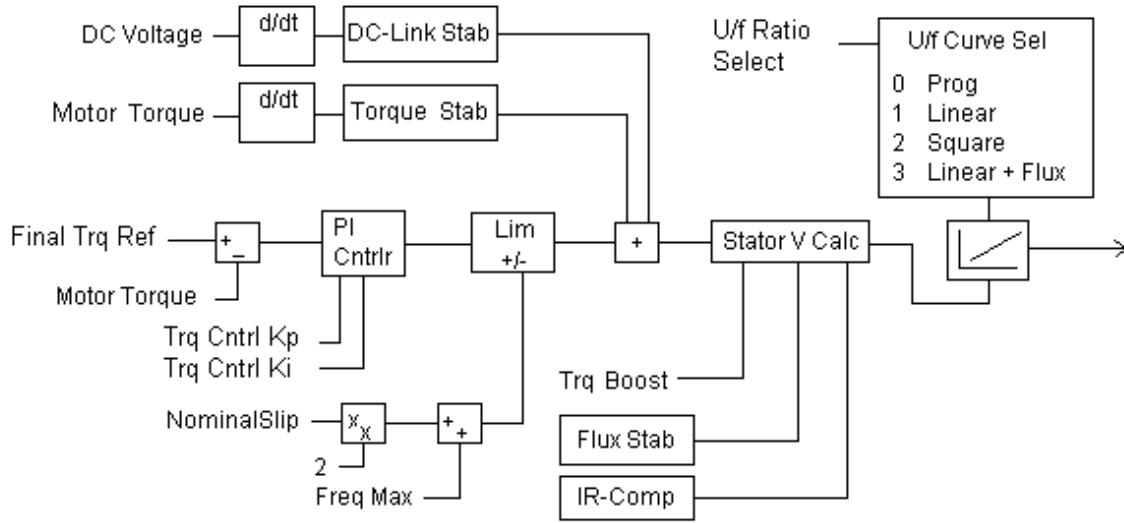 DC Voltage
d/dt
DC-Link Stab
U/f Ratio
Select
U/f Curve Sel
0 Prog
1 Linear
2 Square
3 Linear + Flux
Motor Torque
d/dt
Torque Stab
Final Trq Ref
+
−
PI
Cntrlr
Lim
+/-
+
Stator V Calc
Motor Torque
Trq Cntrl Kp
Trq Cntrl Ki
Trq Boost
NominalSlip
x
x
+
+
2
Freq Max
Flux Stab
IR-Comp